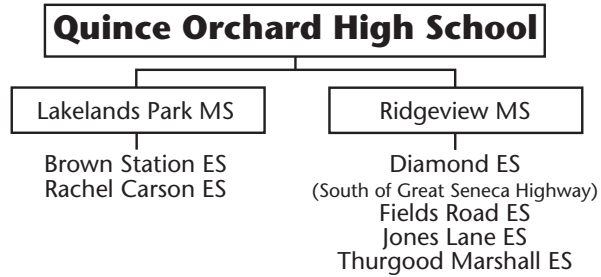 Quince Orchard High School
Lakelands Park MS
Brown Station ES
Rachel Carson ES
Ridgeview MS
Diamond ES
(South of Great Seneca Highway)
Fields Road ES
Jones Lane ES
Thurgood Marshall ES